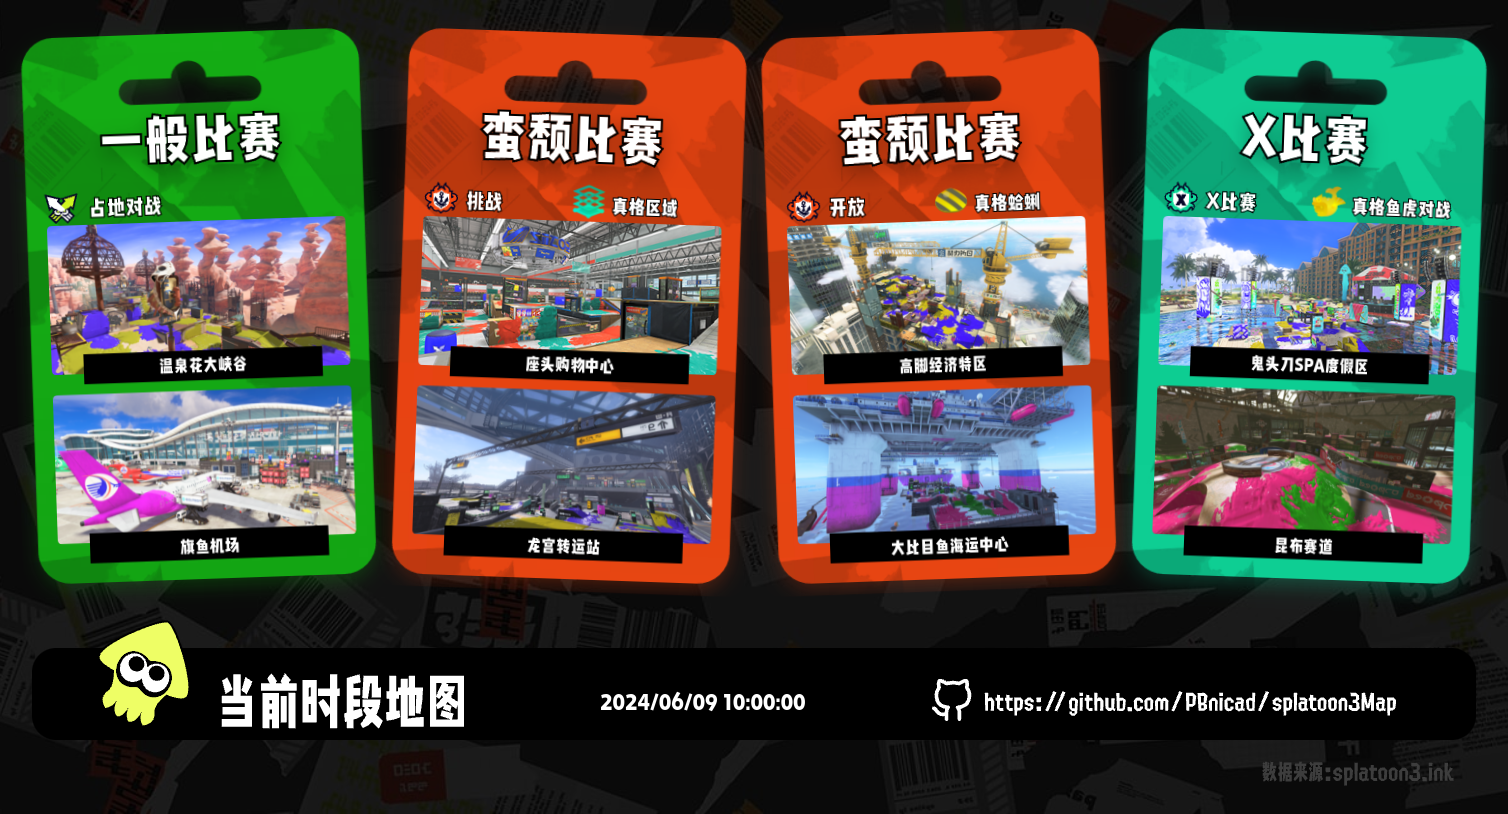 一般比赛
占地对战
温泉花大峡谷
旗鱼机场
蛮颓比赛
挑战
真格区域
座头购物中心
龙宫转运站
蛮颓比赛
开放
真格蛤蜊
高脚经济特区
大比目鱼海运中心
X比赛
X比赛
真格鱼虎对战
鬼头刀SPA度假区
昆布赛道
当前时段地图
2024/06/09 10:00:00
https://github.com/PBnicad/splatoon3Map
数据来源:splatoon3.ink